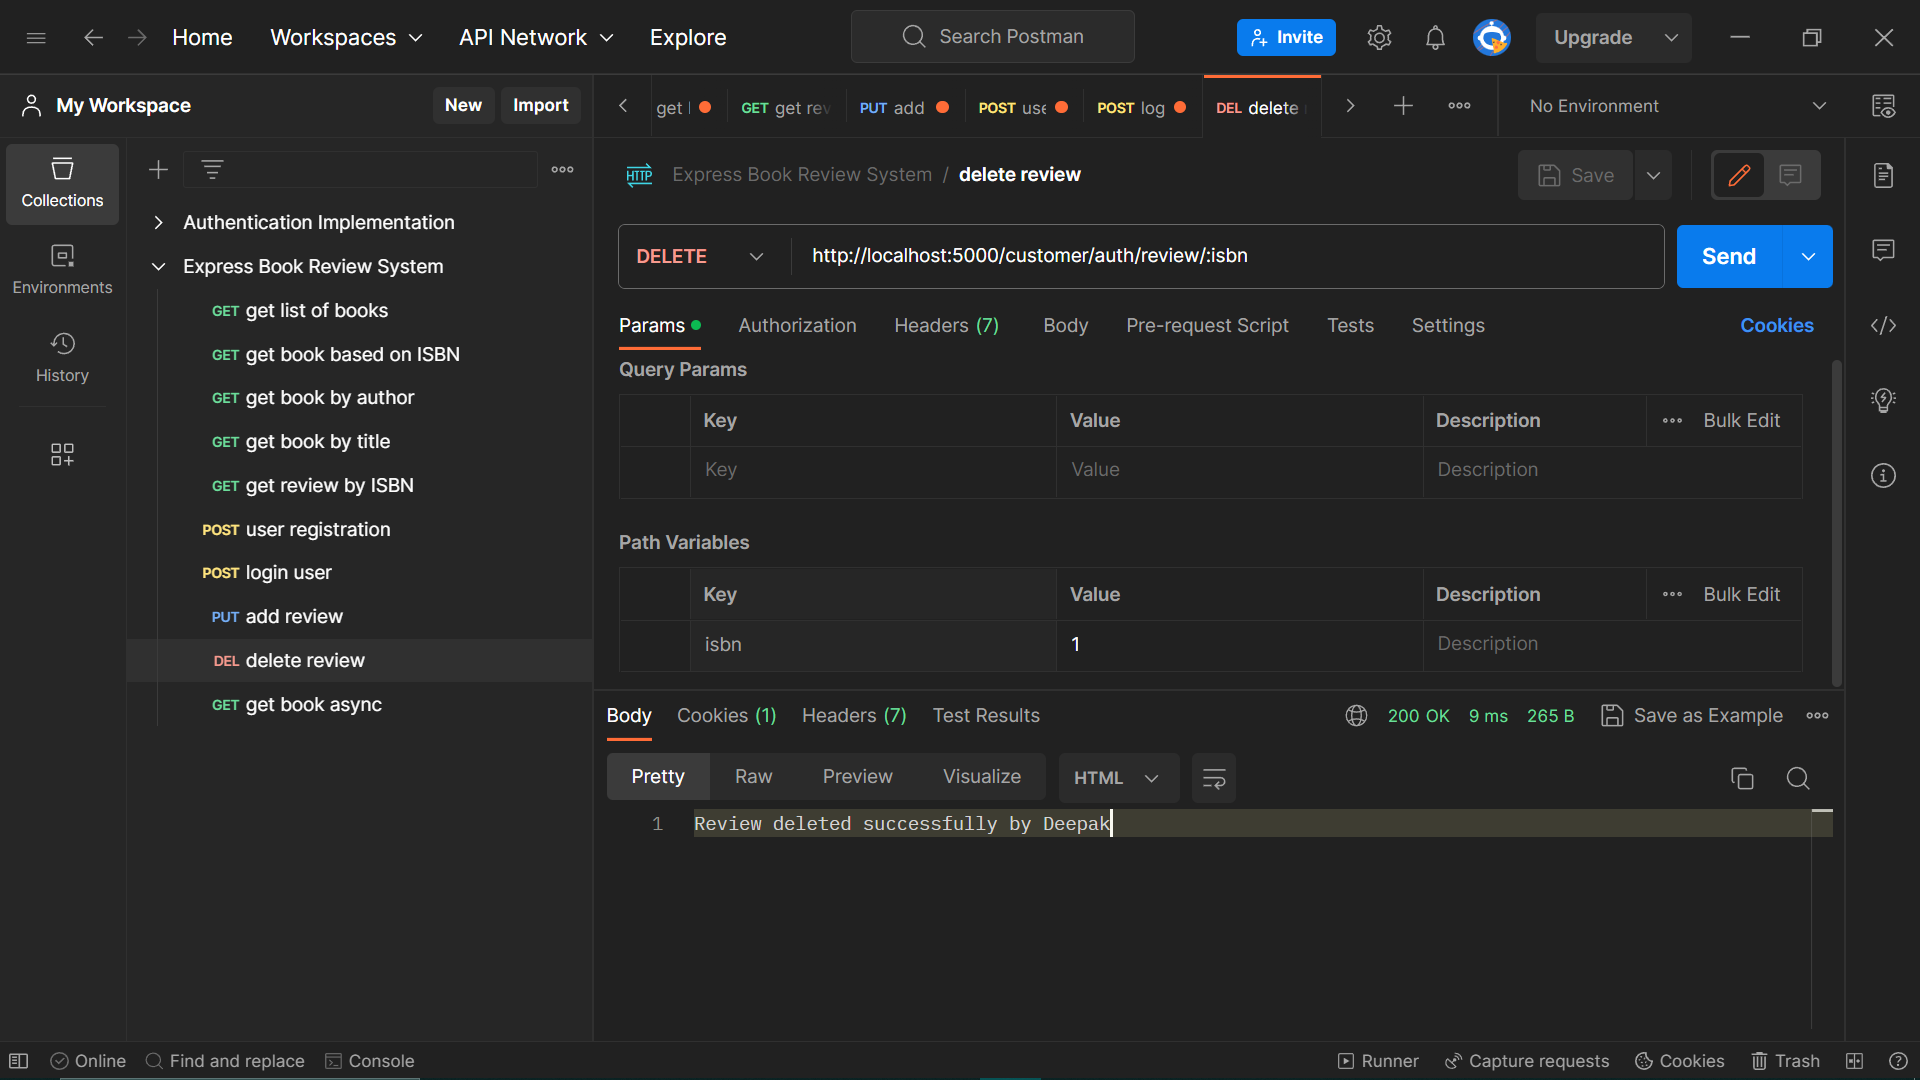 Home Workspaces API Network Explore Search Postman Invite Upgrade
My Workspace New Import
get GET get rev PUT add POST use POST log DEL delete No Environment
Collections
Environments
History
Authentication Implementation
Express Book Review System
GET get list of books
GET get book based on ISBN
GET get book by author
GET get book by title
GET get review by ISBN
POST user registration
POST login user
PUT add review
DEL delete review
GET get book async
HTTP Express Book Review System / delete review Save
DELETE http://localhost:5000/customer/auth/review/:isbn Send
Params Authorization Headers (7) Body Pre-request Script Tests Settings Cookies
Query Params
Key Value Description Bulk Edit
Key Value Description
Path Variables
Key Value Description Bulk Edit
isbn 1 Description
Body Cookies (1) Headers (7) Test Results 200 OK 9 ms 265 B Save as Example
Pretty Raw Preview Visualize HTML
1 Review deleted successfully by Deepak
Online Find and replace Console Runner Capture requests Cookies Trash